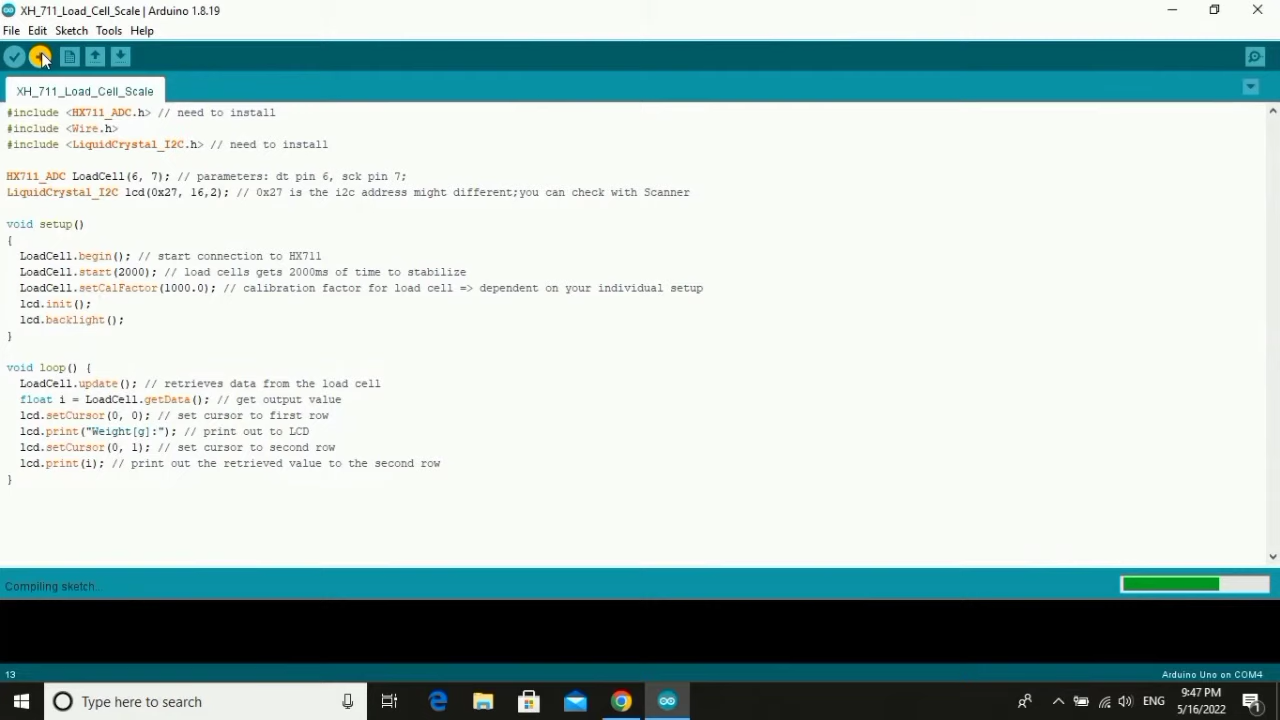 XH_711_Load_Cell_Scale | Arduino 1.8.19
File Edit Sketch Tools Help
XH_711_Load_Cell_Scale
#include <HX711_ADC.h> // need to install
#include <Wire.h>
#include <LiquidCrystal_I2C.h> // need to install
HX711_ADC LoadCell(6, 7); // parameters: dt pin 6, sck pin 7;
LiquidCrystal_I2C lcd(0x27, 16,2); // 0x27 is the i2c address might different;you can check with Scanner
void setup()
{
LoadCell.begin(); // start connection to HX711
LoadCell.start(2000); // load cells gets 2000ms of time to stabilize
LoadCell.setCalFactor(1000.0); // calibration factor for load cell => dependent on your individual setup
lcd.init();
lcd.backlight();
}
void loop() {
LoadCell.update(); // retrieves data from the load cell
float i = LoadCell.getData(); // get output value
lcd.setCursor(0, 0); // set cursor to first row
lcd.print("Weight[g]:"); // print out to LCD
lcd.setCursor(0, 1); // set cursor to second row
lcd.print(i); // print out the retrieved value to the second row
}
Compiling sketch...
13
Arduino Uno on COM4
Type here to search
ENG
9:47 PM
5/16/2022
1